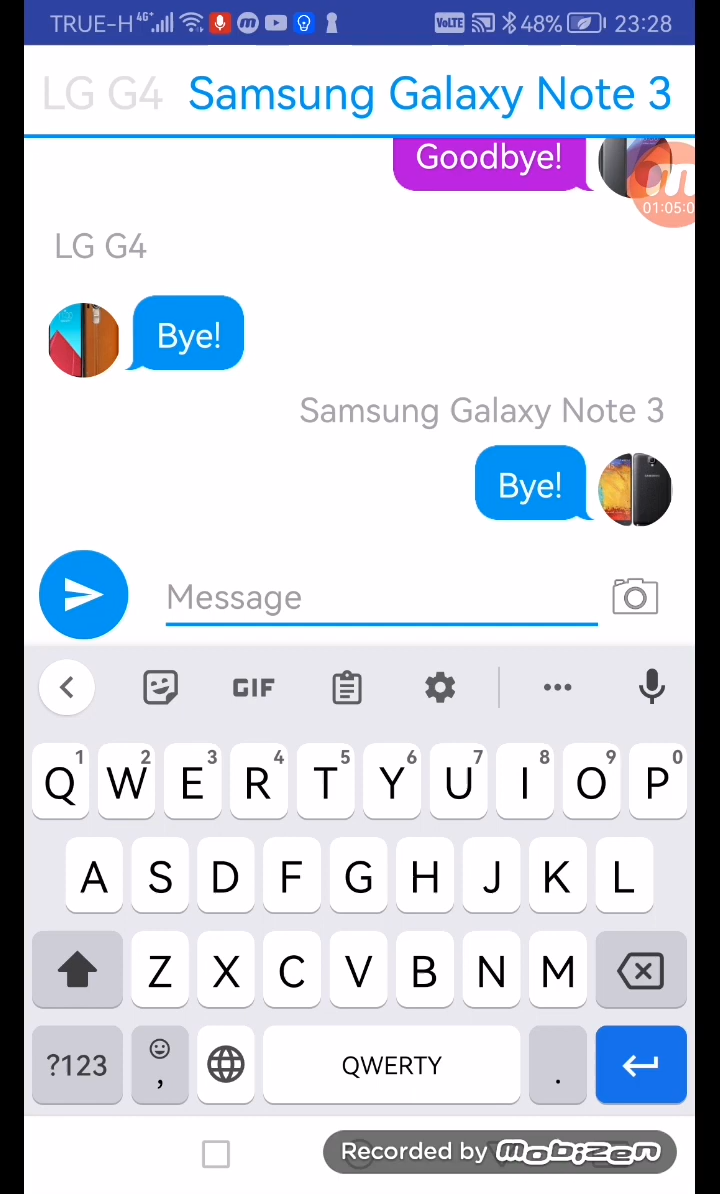 TRUE-H 4G+ VoLTE 48% 23:28
LG G4 Samsung Galaxy Note 3
Goodbye!
01:05:0
LG G4
Bye!
Samsung Galaxy Note 3
Bye!
Message
GIF
1 2 3 4 5 6 7 8 9 0
Q W E R T Y U I O P
A S D F G H J K L
Z X C V B N M
?123 , QWERTY .
Recorded by mobizen